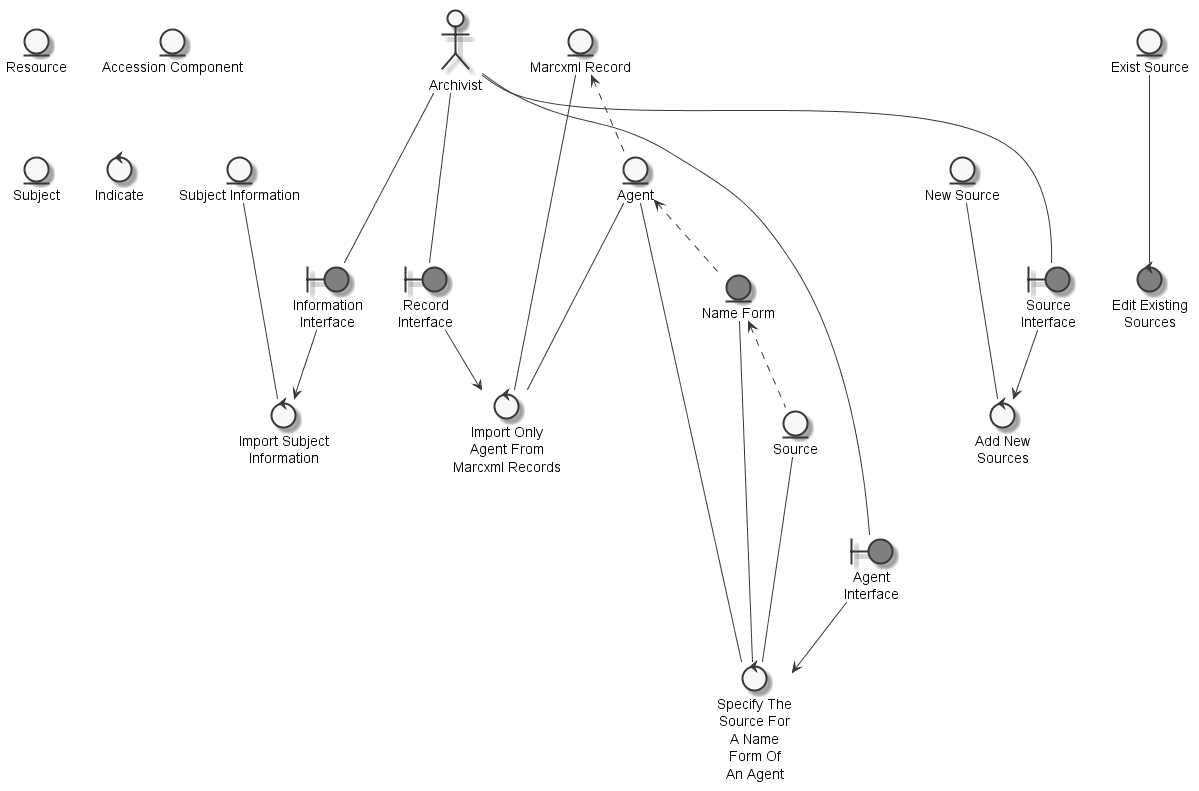 Resource
Accession Component
Archivist
Marcxml Record
Exist Source
Subject
Indicate
Subject Information
Agent
New Source
Information
Interface
Record
Interface
Name Form
Source
Interface
Edit Existing
Sources
Import Subject
Information
Import Only
Agent From
Marcxml Records
Source
Add New
Sources
Agent
Interface
Specify The
Source For
A Name
Form Of
An Agent